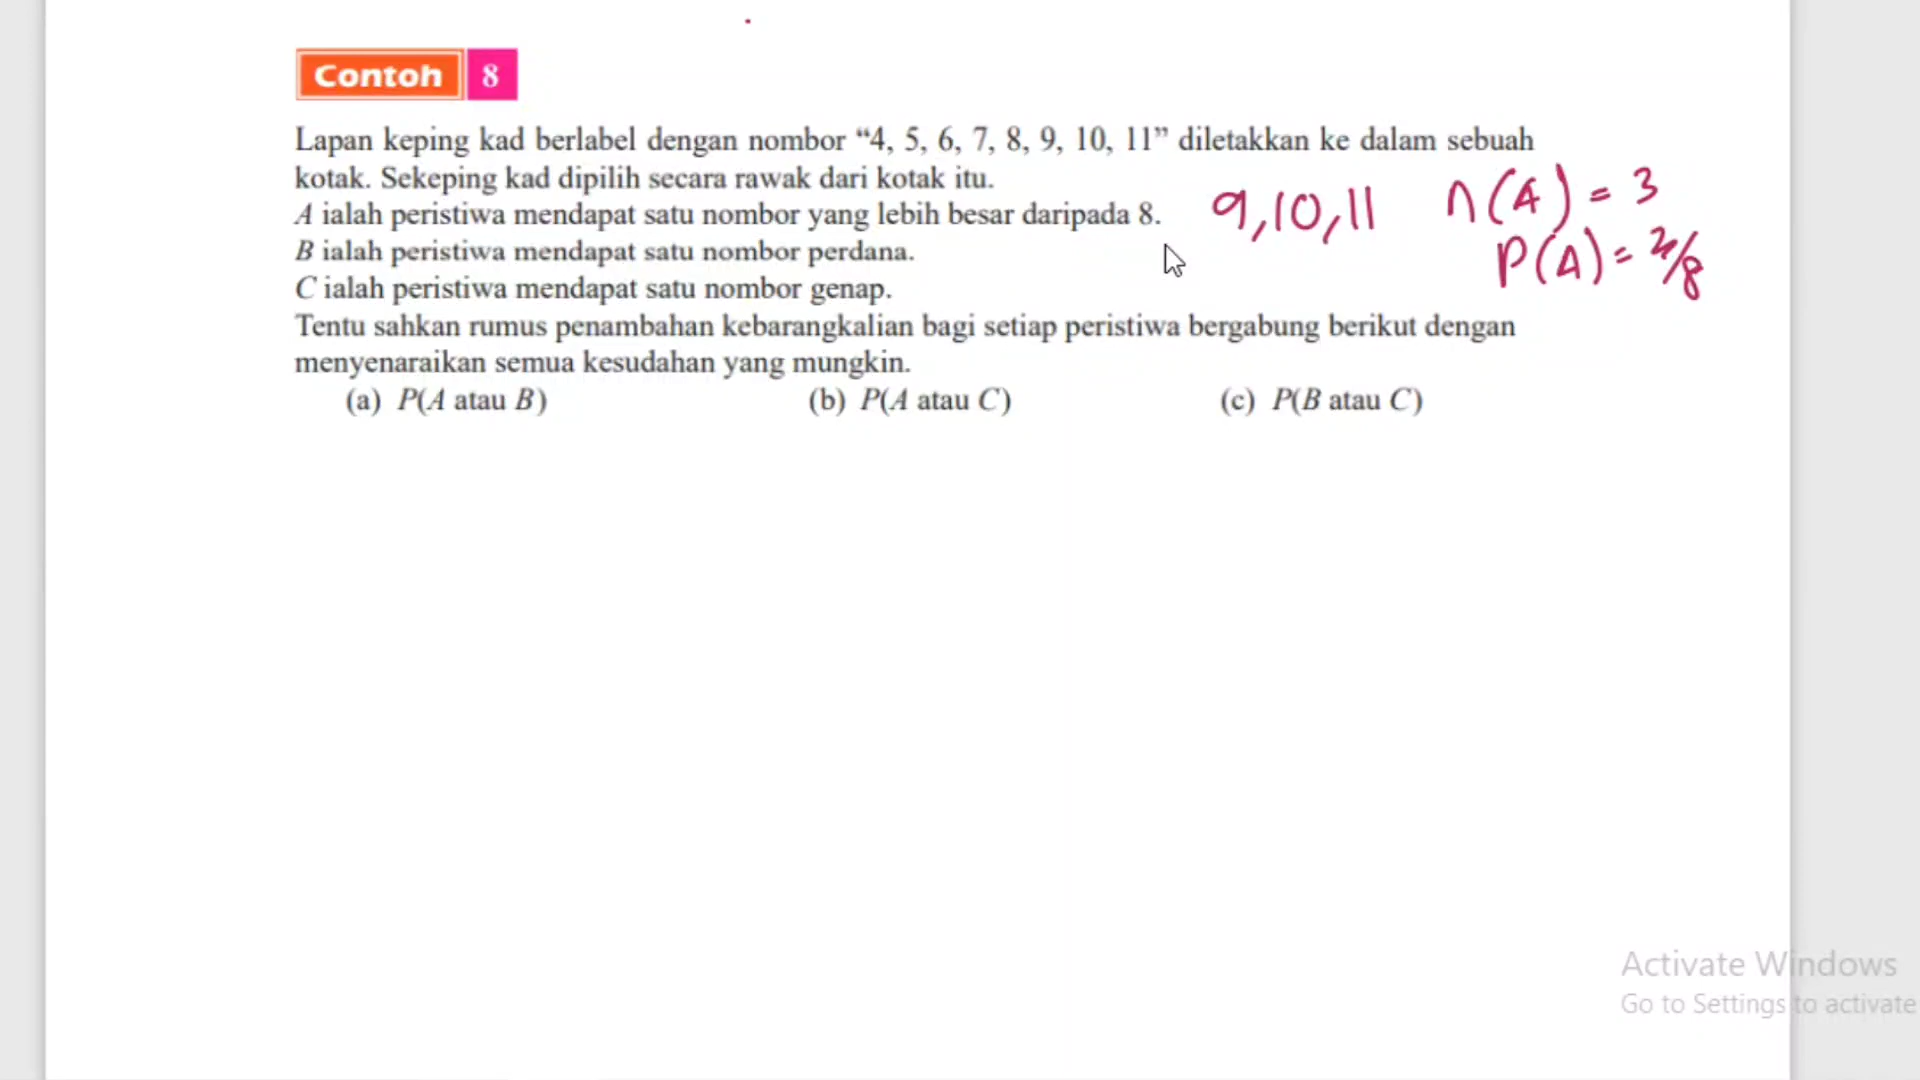 Contoh 8
Lapan keping kad berlabel dengan nombor “4, 5, 6, 7, 8, 9, 10, 11” diletakkan ke dalam sebuah
kotak. Sekeping kad dipilih secara rawak dari kotak itu.
A ialah peristiwa mendapat satu nombor yang lebih besar daripada 8. 9,10,11 n(A) = 3
B ialah peristiwa mendapat satu nombor perdana. P(A) = 3/8
C ialah peristiwa mendapat satu nombor genap.
Tentu sahkan rumus penambahan kebarangkalian bagi setiap peristiwa bergabung berikut dengan
menyenaraikan semua kesudahan yang mungkin.
(a) P(A atau B) (b) P(A atau C) (c) P(B atau C)
Activate Windows
Go to Settings to activate